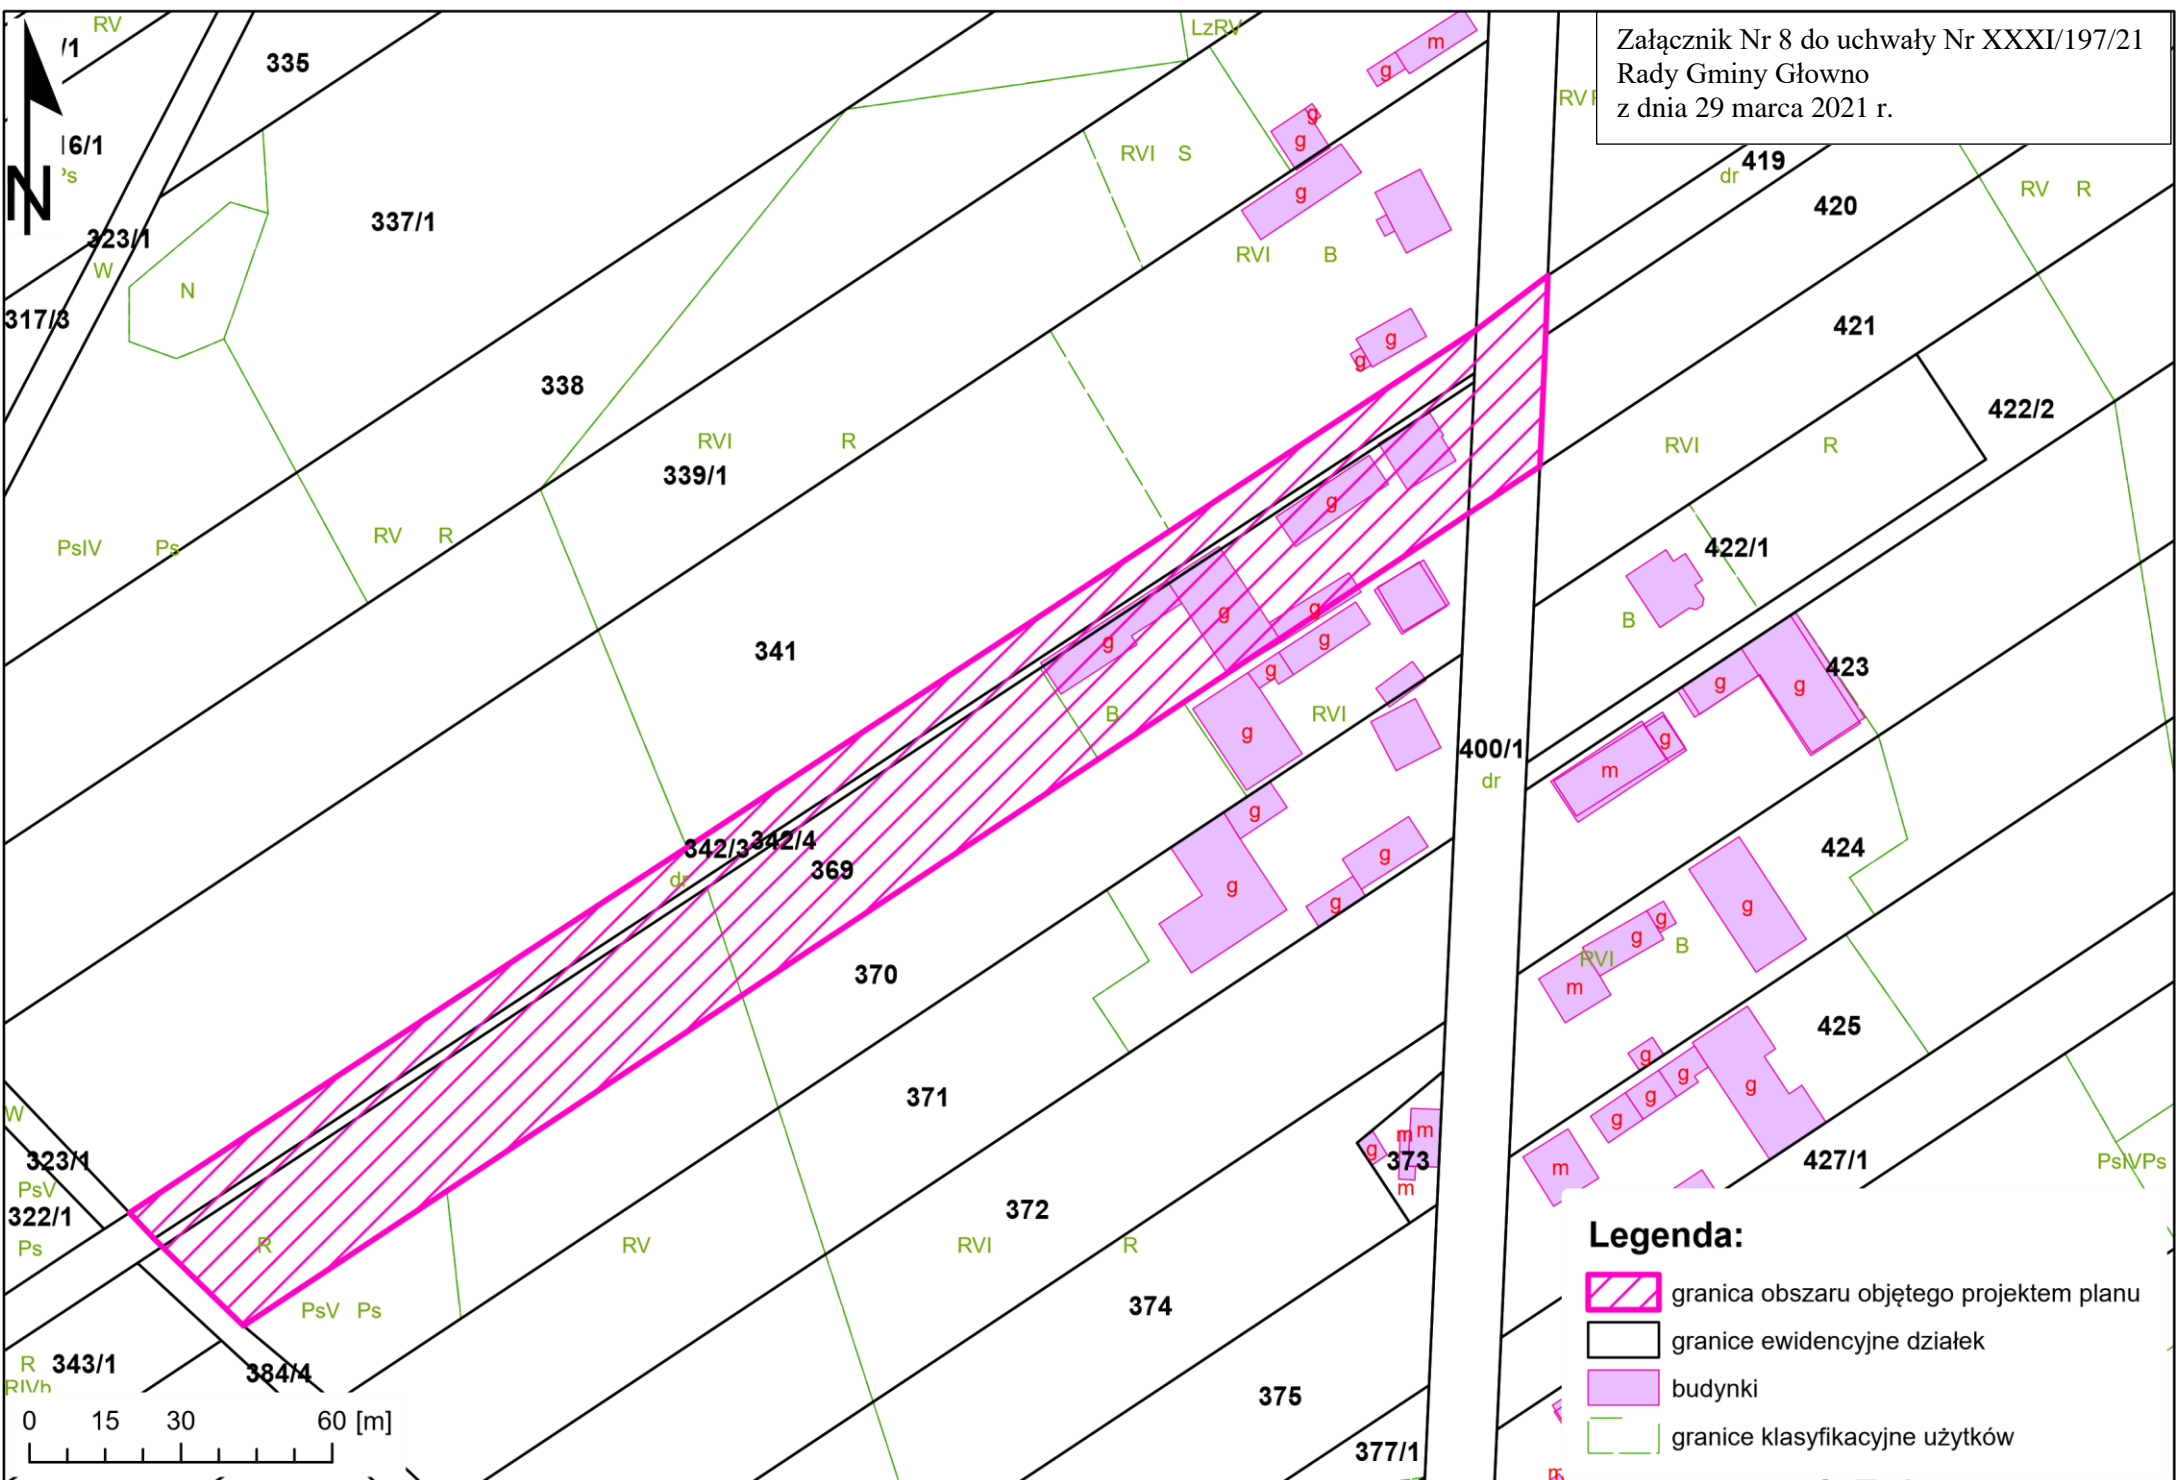 Załącznik Nr 8 do uchwały Nr XXXI/197/21
Rady Gminy Głowno
z dnia 29 marca 2021 r.
RV
/1
335
LzRV
m
g
RV
16/1
Ps
N
323/1
W
337/1
N
317/3
RVI S
g
g
g
RVI B
419
dr
420
RV R
421
422/2
338
g
g
RVI R
339/1
RVI R
PsIV Ps
RV R
g
422/1
B
341
g
g
g
g
g
g
B
RVI
g
423
g
g
g
m
400/1
dr
342/3
342/4
369
dr
g
g
g
g
424
g
g
g
RVI B
m
370
371
425
g
g
g
g
g
m
427/1
PsIVPs
W
323/1
PsV
322/1
Ps
R
RV
372
RVI R
g
m
m
373
m
PsV Ps
374
R 343/1
RIVb
384/4
375
377/1
m
0 15 30 60 [m]
Legenda:
granica obszaru objętego projektem planu
granice ewidencyjne działek
budynki
granice klasyfikacyjne użytków